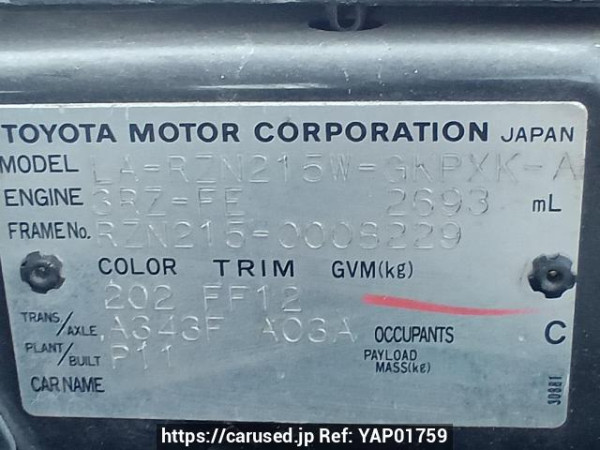 TOYOTA MOTOR CORPORATION JAPAN
MODEL LA-RZN215W-GKPXK-A
ENGINE 3RZ-FE 2693 mL
FRAME No. RZN215-0008229
COLOR TRIM GVM(kg)
202 FF12
TRANS./AXLE A343F A03A OCCUPANTS C
PLANT/BUILT P11 PAYLOAD MASS(kg)
CAR NAME
30881
https://carused.jp Ref: YAP01759